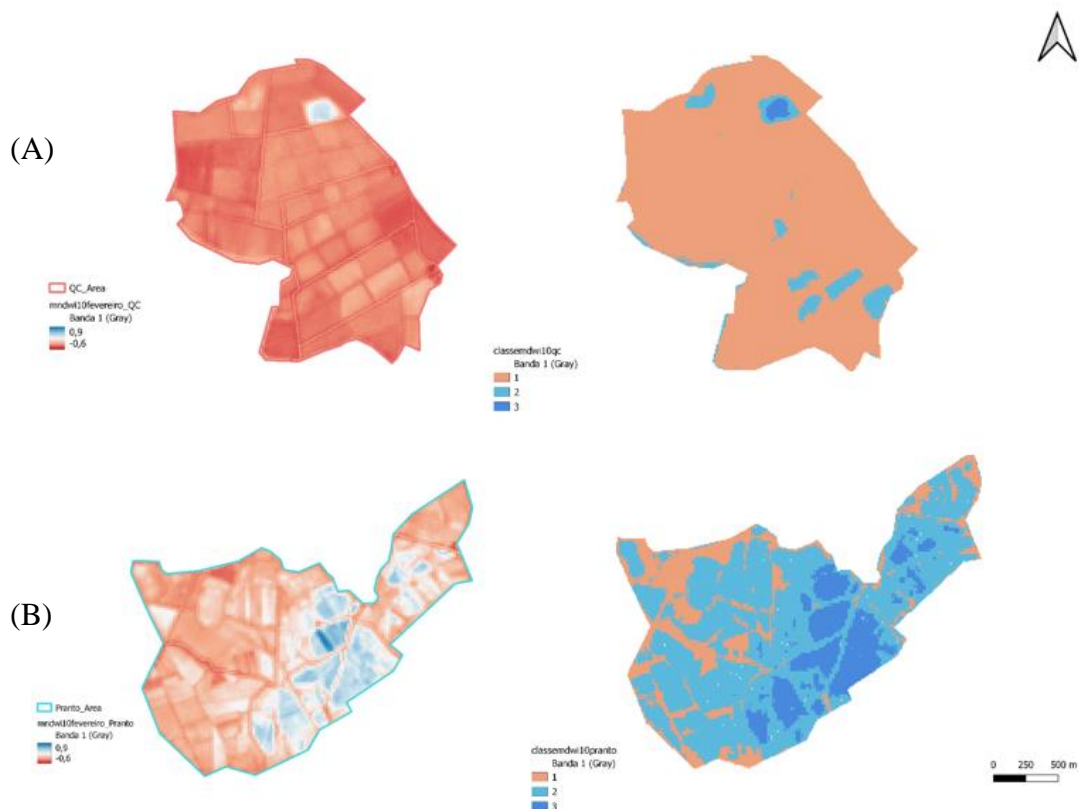 (A)
QC_Area
mndwi10fevereiro_QC
Banda 1 (Gray)
0,9
-0,6
classemdwi10qc
Banda 1 (Gray)
1
2
3
(B)
Pranto_Area
mndwi10fevereiro_Pranto
Banda 1 (Gray)
0,9
-0,6
classemdwi10pranto
Banda 1 (Gray)
1
2
3
0 250 500 m